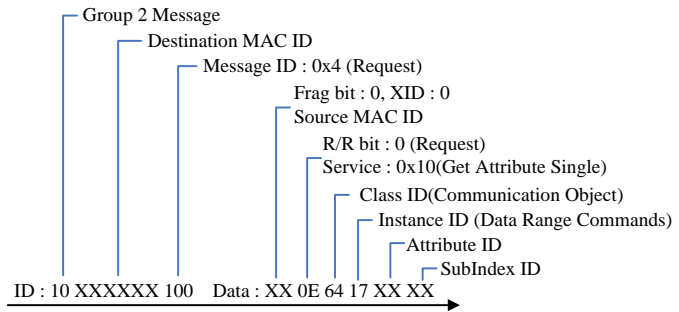 Group 2 Message
Destination MAC ID
Message ID : 0x4 (Request)
Frag bit : 0, XID : 0
Source MAC ID
R/R bit : 0 (Request)
Service : 0x10(Get Attribute Single)
Class ID(Communication Object)
Instance ID (Data Range Commands)
Attribute ID
SubIndex ID
ID : 10 XXXXXX 100 Data : XX 0E 64 17 XX XX